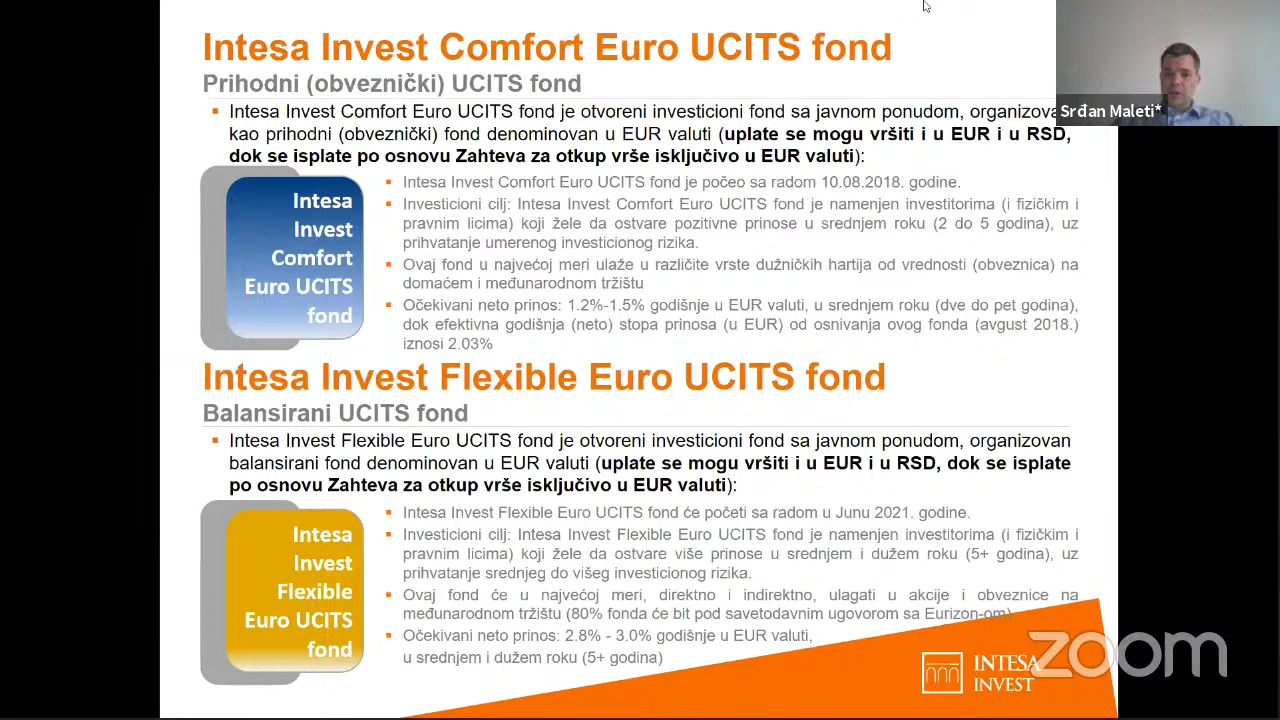 Intesa Invest Comfort Euro UCITS fond
Prihodni (obveznički) UCITS fond
Srđan Maleti*
▪ Intesa Invest Comfort Euro UCITS fond je otvoreni investicioni fond sa javnom ponudom,
kao prihodni (obveznički) fond denominovan u EUR valuti (uplate se mogu vršiti i u EUR i u RSD,
dok se isplate po osnovu Zahteva za otkup vrše isključivo u EUR valuti):
Intesa
Invest
Comfort
Euro UCITS
fond
▪ Intesa Invest Comfort Euro UCITS fond je počeo sa radom 10.08.2018. godine.
▪ Investicioni cilj: Intesa Invest Comfort Euro UCITS fond je namenjen investitorima (i fizičkim i
pravnim licima) koji žele da ostvare pozitivne prinose u srednjem roku (2 do 5 godina), uz
prihvatanje umerenog investicionog rizika.
▪ Ovaj fond u najvećoj meri ulaže u različite vrste dužničkih hartija od vrednosti (obveznica) na
domaćem i međunarodnom tržištu
▪ Očekivani neto prinos: 1.2%-1.5% godišnje u EUR valuti, u srednjem roku (dve do pet godina),
dok efektivna godišnja (neto) stopa prinosa (u EUR) od osnivanja ovog fonda (avgust 2018.)
iznosi 2.03%
Intesa Invest Flexible Euro UCITS fond
Balansirani UCITS fond
▪ Intesa Invest Flexible Euro UCITS fond je otvoreni investicioni fond sa javnom ponudom, organizovan
balansirani fond denominovan u EUR valuti (uplate se mogu vršiti i u EUR i u RSD, dok se isplate
po osnovu Zahteva za otkup vrše isključivo u EUR valuti):
Intesa
Invest
Flexible
Euro UCITS
fond
▪ Intesa Invest Flexible Euro UCITS fond će početi sa radom u Junu 2021. godine.
▪ Investicioni cilj: Intesa Invest Flexible Euro UCITS fond je namenjen investitorima (i fizičkim i
pravnim licima) koji žele da ostvare više prinose u srednjem i dužem roku (5+ godina), uz
prihvatanje srednjeg do višeg investicionog rizika.
▪ Ovaj fond će u najvećoj meri, direktno i indirektno, ulagati u akcije i obveznice na
međunarodnom tržištu (80% fonda će bit pod savetodavnim ugovorom sa Eurizon-om)
▪ Očekivani neto prinos: 2.8% - 3.0% godišnje u EUR valuti,
u srednjem i dužem roku (5+ godina)
INTESA
INVEST
zoom